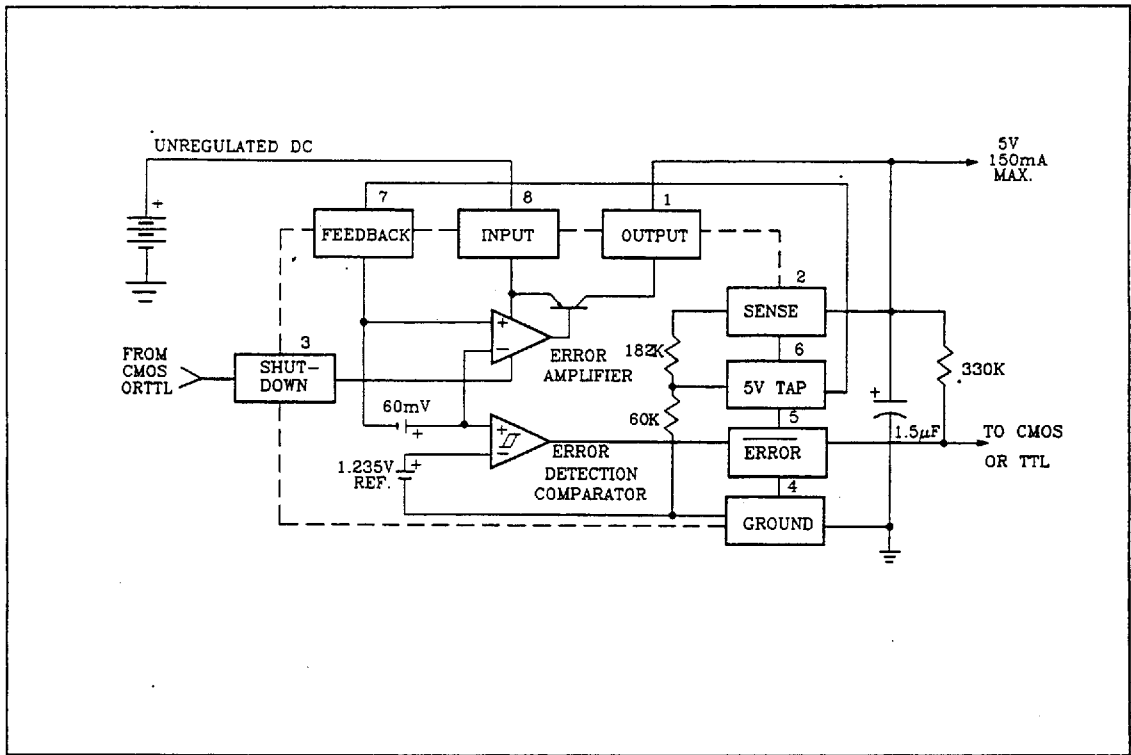 UNREGULATED DC
5V
150mA
MAX.
7
8
1
FEEDBACK
INPUT
OUTPUT
2
SENSE
+
−
ERROR
AMPLIFIER
182K
6
5V TAP
330K
FROM
CMOS
ORTTL
3
SHUT-
DOWN
60mV
+
+
60K
5
ERROR
+
1.5µF
TO CMOS
OR TTL
1.235V
REF.
+
−
ERROR
DETECTION
COMPARATOR
4
GROUND
+